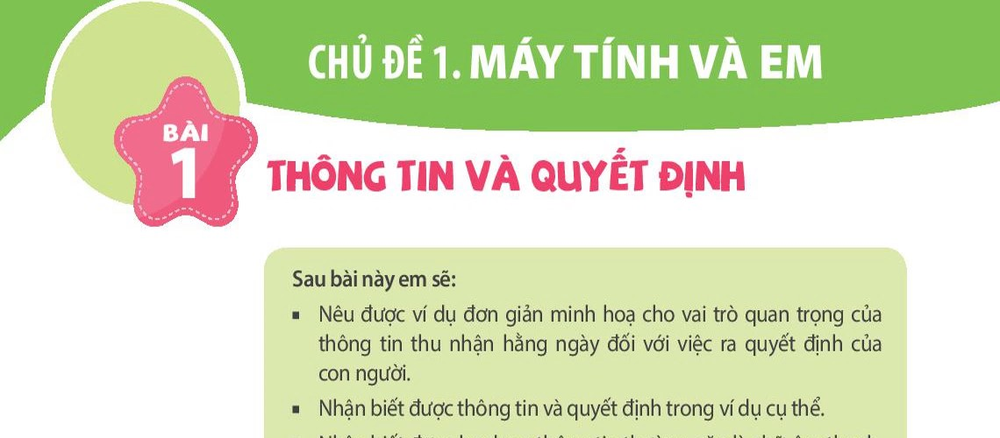 CHỦ ĐỀ 1. MÁY TÍNH VÀ EM
BÀI
1
THÔNG TIN VÀ QUYẾT ĐỊNH
Sau bài này em sẽ:
▪ Nêu được ví dụ đơn giản minh hoạ cho vai trò quan trọng của
thông tin thu nhận hằng ngày đối với việc ra quyết định của
con người.
▪ Nhận biết được thông tin và quyết định trong ví dụ cụ thể.